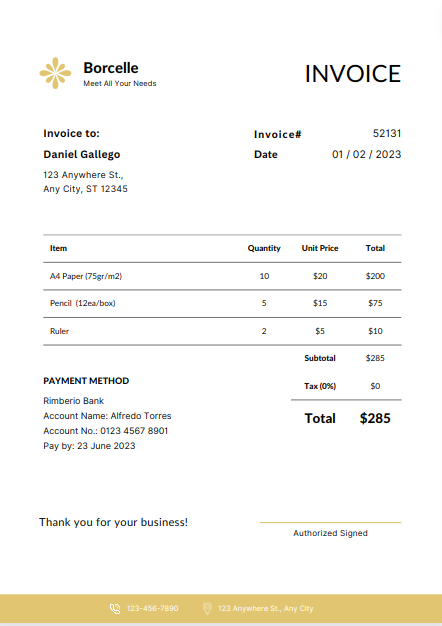 Borcelle
Meet All Your Needs
INVOICE
Invoice to:
Daniel Gallego
123 Anywhere St.,
Any City, ST 12345
Invoice# 52131
Date 01 / 02 / 2023
Item Quantity Unit Price Total
A4 Paper (75gr/m2) 10 $20 $200
Pencil (12ea/box) 5 $15 $75
Ruler 2 $5 $10
Subtotal $285
Tax (0%) $0
Total $285
PAYMENT METHOD
Rimberio Bank
Account Name: Alfredo Torres
Account No.: 0123 4567 8901
Pay by: 23 June 2023
Thank you for your business!
Authorized Signed
123-456-7890 123 Anywhere St., Any City